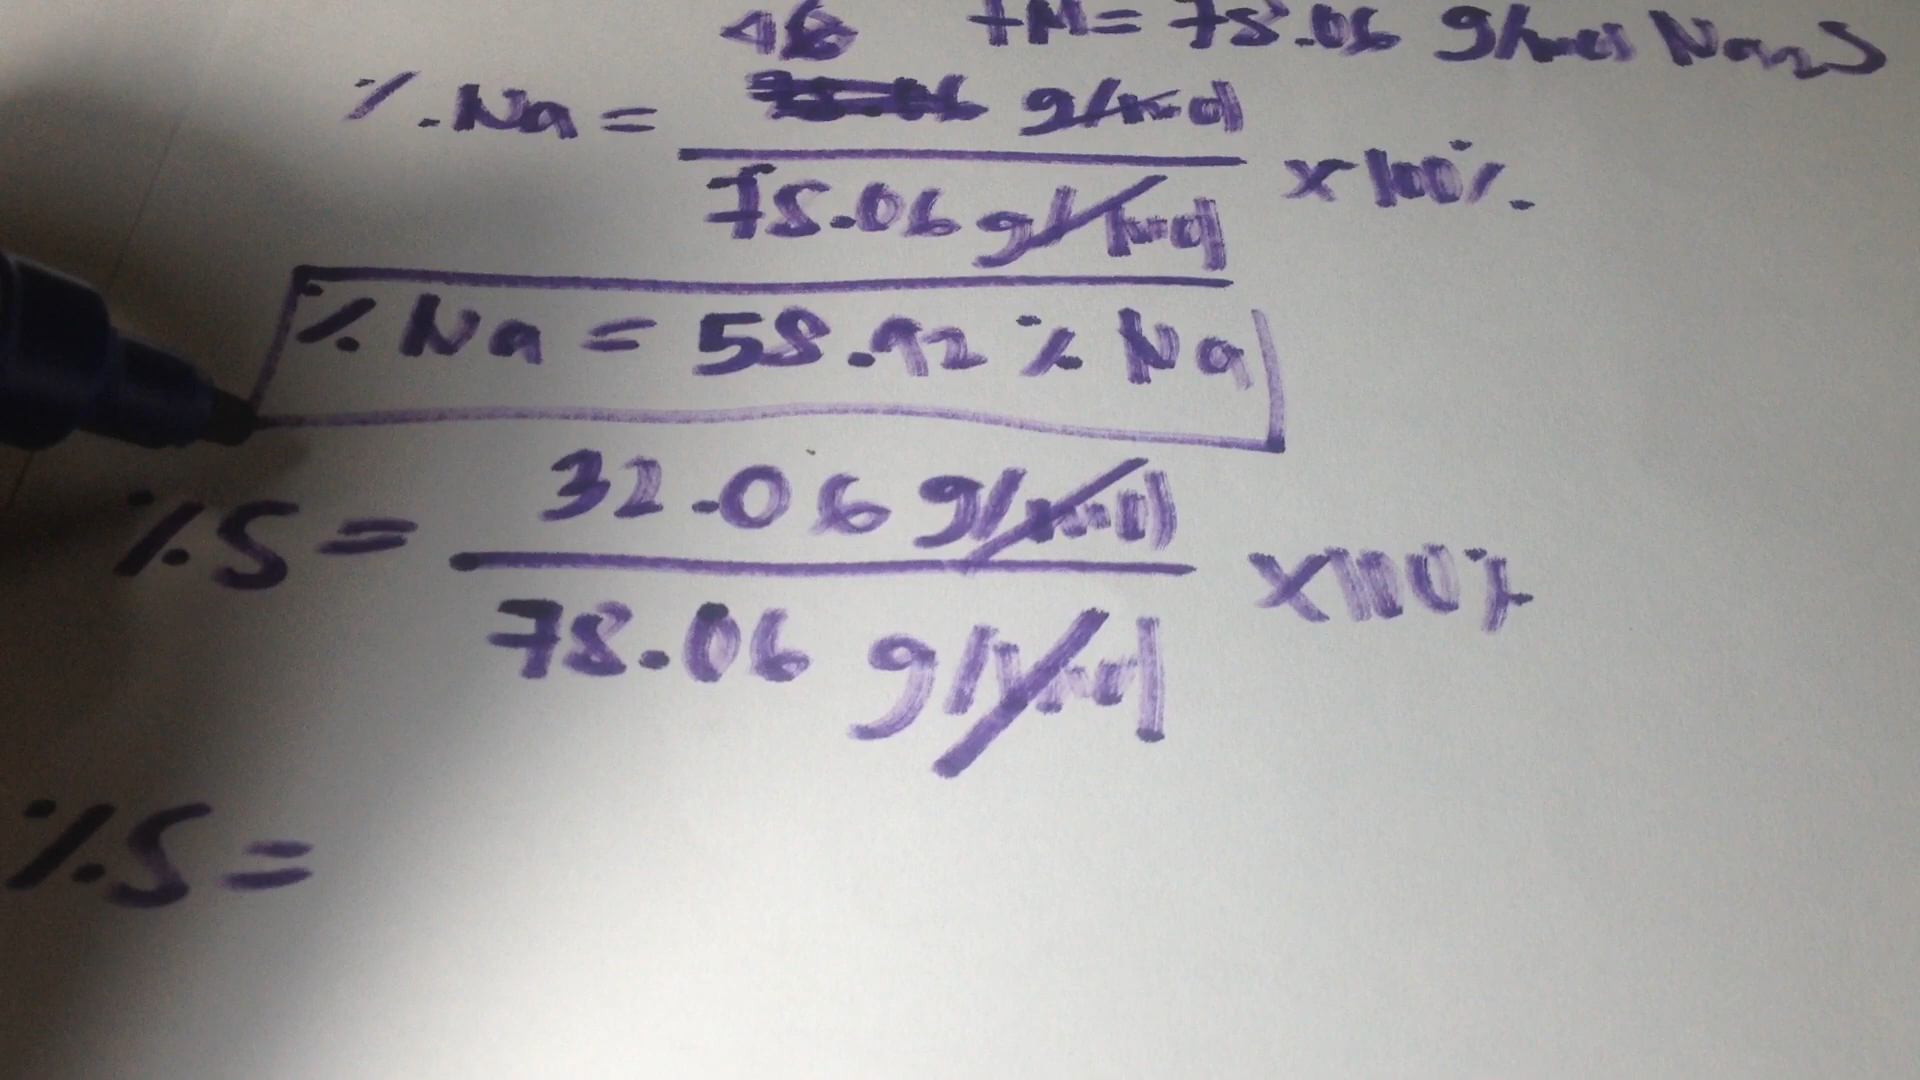 46 TM= 78.06 g/mol Na2S
%.Na = g/mol
78.06 g/mol x100%.
%Na = 58.92 % Na
%S = 32.06 g/mol
78.06 g/mol x100%
%S =